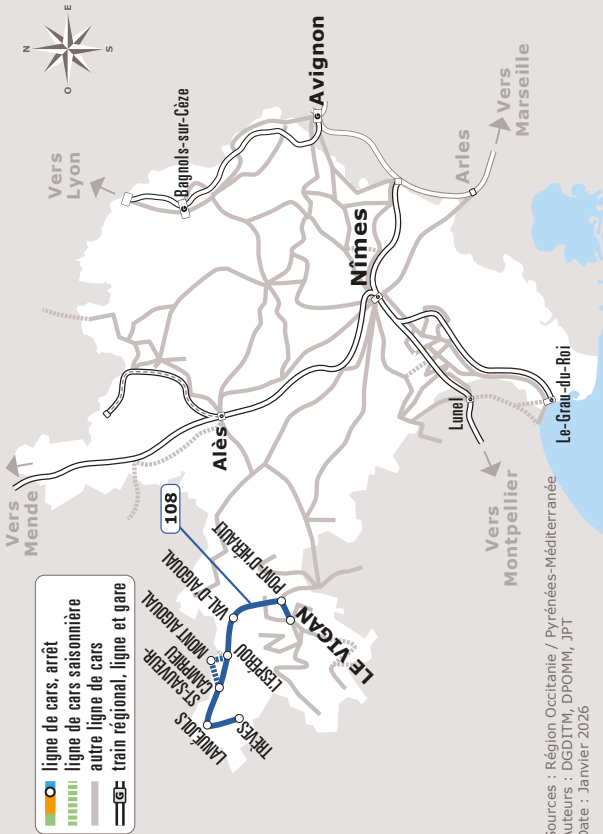 N
E
S
O
ligne de cars, arrêt
ligne de cars saisonnière
autre ligne de cars
G train régional, ligne et gare
Vers
Mende
Vers
Lyon
G
Bagnols-sur-Cèze
G
Avignon
Vers
Marseille
Arles
Nîmes
Alès
108
Lunel
Le-Grau-du-Roi
Vers
Montpellier
PONT-D'HÉRAULT
VAL-D'AIGOUAL
MONT AIGOUAL
ST-SAUVEUR-
CAMPRIEU
L'ESPÉROU
LANUÉJOLS
TRÈVES
LE VIGAN
Sources : Région Occitanie / Pyrénées-Méditerranée
uteurs : DGDITM, DPOMM, JPT
Date : Janvier 2026